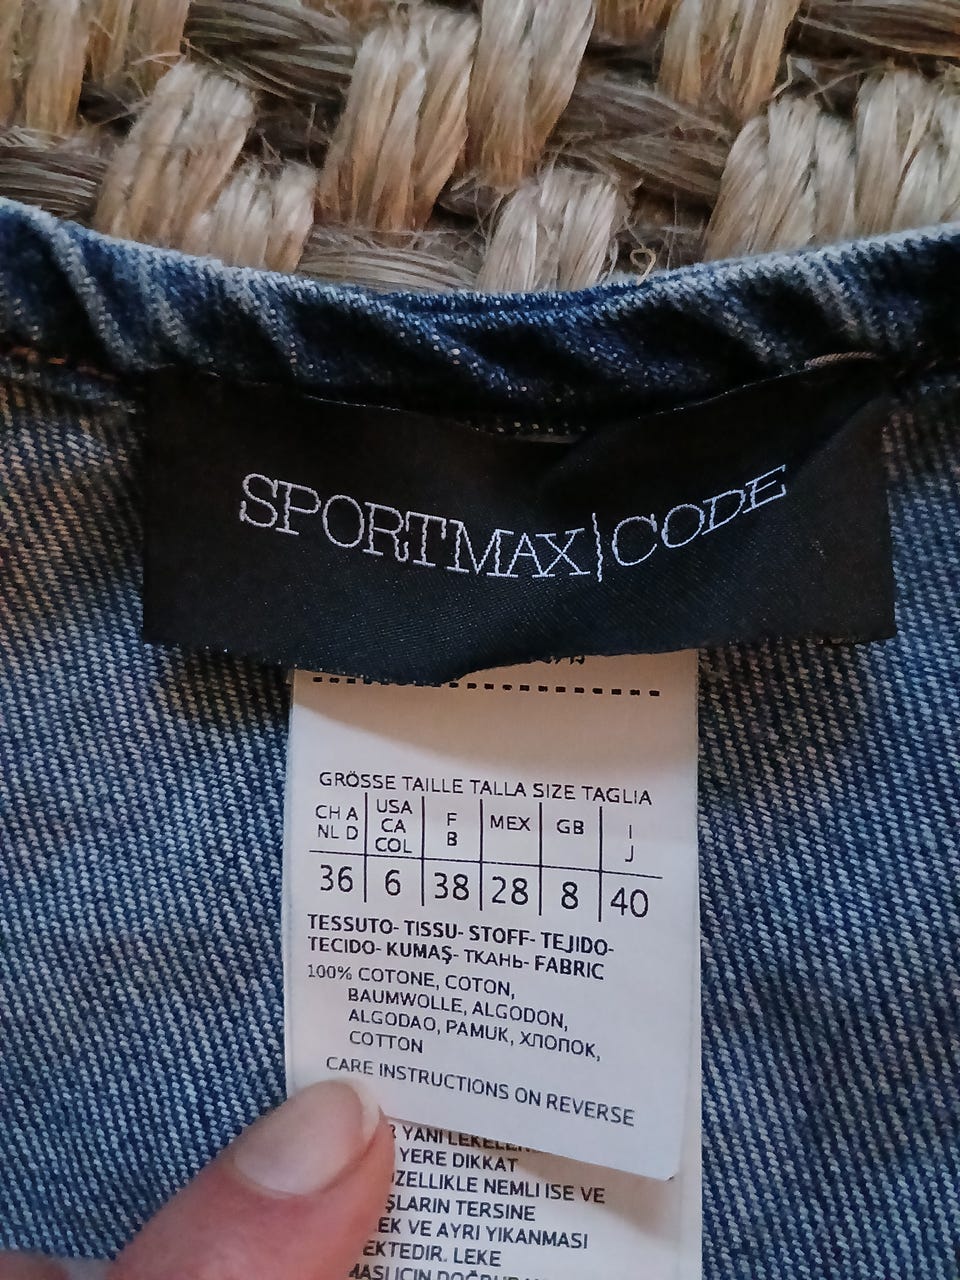 SPORTMAX|CODE
GRÖSSE TAILLE TALLA SIZE TAGLIA
CH A NL D | USA CA COL | F B | MEX | GB | I J
36 | 6 | 38 | 28 | 8 | 40
TESSUTO- TISSU- STOFF- TEJIDO-
TECIDO- KUMAŞ- ТКАНЬ- FABRIC
100% COTONE, COTON,
BAUMWOLLE, ALGODON,
ALGODAO, PAMUK, ХЛОПОК,
COTTON
CARE INSTRUCTIONS ON REVERSE
YANI
YERE DIKKAT
NEMLI ISE VE
TERSINE
VE AYRI YIKANMASI
LEKE